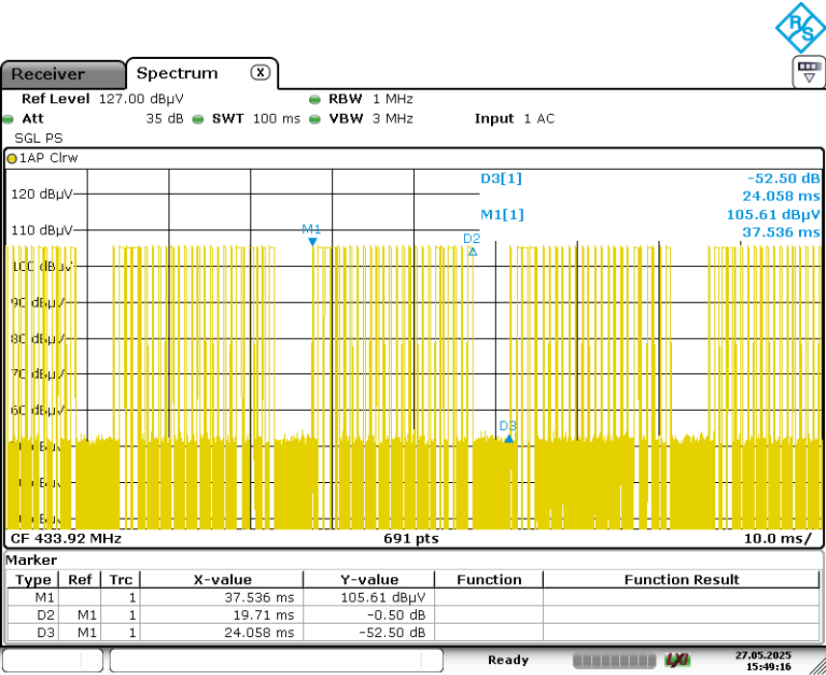 R&S
Receiver Spectrum X
Ref Level 127.00 dBµV RBW 1 MHz
Att 35 dB SWT 100 ms VBW 3 MHz Input 1 AC
SGL PS
1AP Clrw
D3[1] -52.50 dB
24.058 ms
M1[1] 105.61 dBµV
37.536 ms
120 dBµV
110 dBµV
M1
D2
100 dBµV
90 dBµV
80 dBµV
70 dBµV
60 dBµV
D3
CF 433.92 MHz 691 pts 10.0 ms/
Marker
Type Ref Trc X-value Y-value Function Function Result
M1 1 37.536 ms 105.61 dBµV
D2 M1 1 19.71 ms -0.50 dB
D3 M1 1 24.058 ms -52.50 dB
Ready LXI 27.05.2025
15:49:16